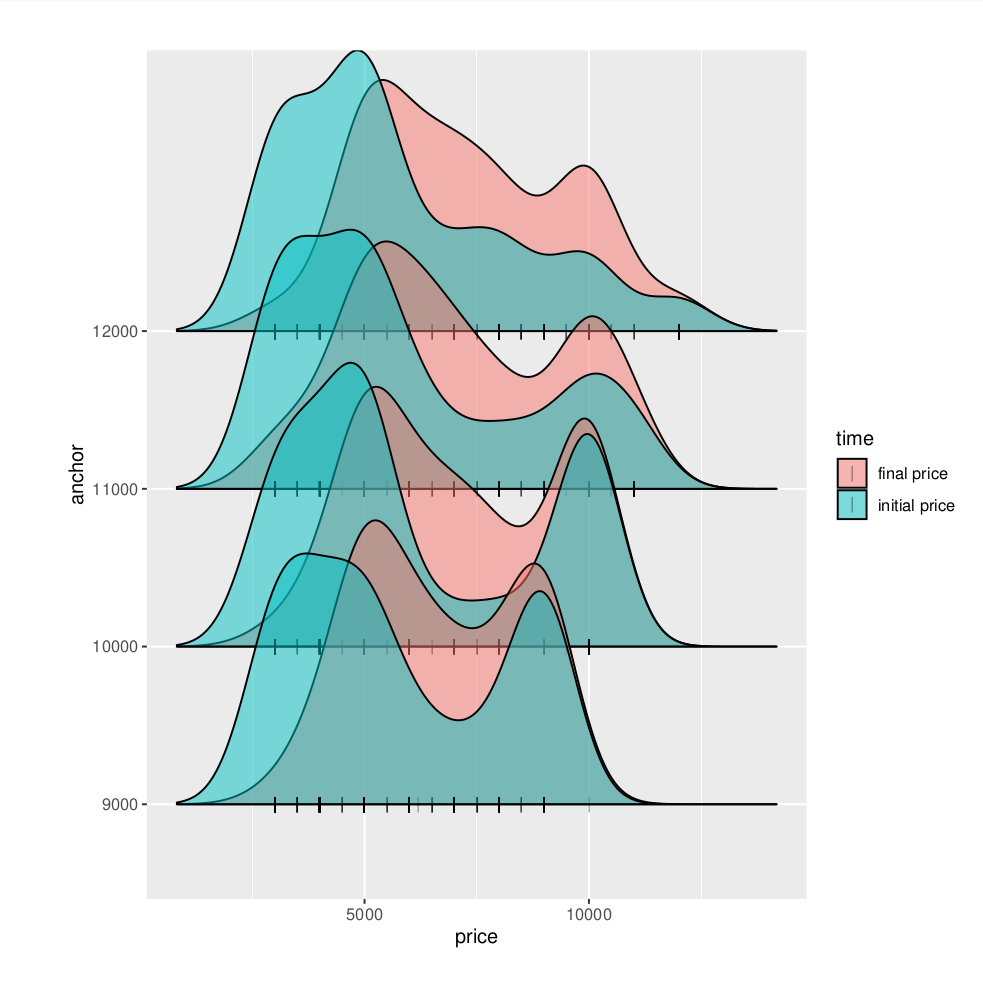 anchor
12000
11000
10000
9000
5000 10000
price
time
final price
initial price